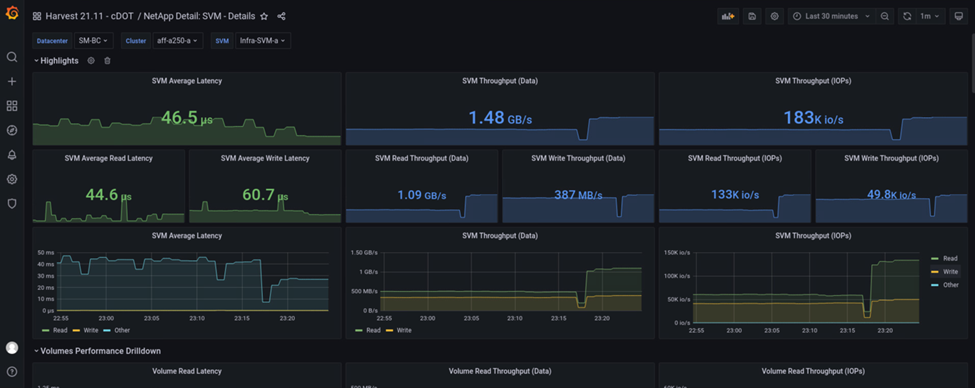 Harvest 21.11 - cDOT / NetApp Detail: SVM - Details
Last 30 minutes
1m
Datacenter SM-BC Cluster aff-a250-a SVM Infra-SVM-a
Highlights
SVM Average Latency
46.5 µs
SVM Throughput (Data)
1.48 GB/s
SVM Throughput (IOPs)
183K io/s
SVM Average Read Latency
44.6 µs
SVM Average Write Latency
60.7 µs
SVM Read Throughput (Data)
1.09 GB/s
SVM Write Throughput (Data)
387 MB/s
SVM Read Throughput (IOPs)
133K io/s
SVM Write Throughput (IOPs)
49.8K io/s
SVM Average Latency
50 ms
40 ms
30 ms
20 ms
10 ms
0 µs
22:55 23:00 23:05 23:10 23:15 23:20
Read Write Other
SVM Throughput (Data)
1.50 GB/s
1 GB/s
500 MB/s
0 B/s
22:55 23:00 23:05 23:10 23:15 23:20
Read Write
SVM Throughput (IOPs)
150K io/s
100K io/s
50K io/s
0 io/s
22:55 23:00 23:05 23:10 23:15 23:20
Read
Write
Other
Volumes Performance Drilldown
Volume Read Latency
Volume Read Throughput (Data)
Volume Read Throughput (IOPs)